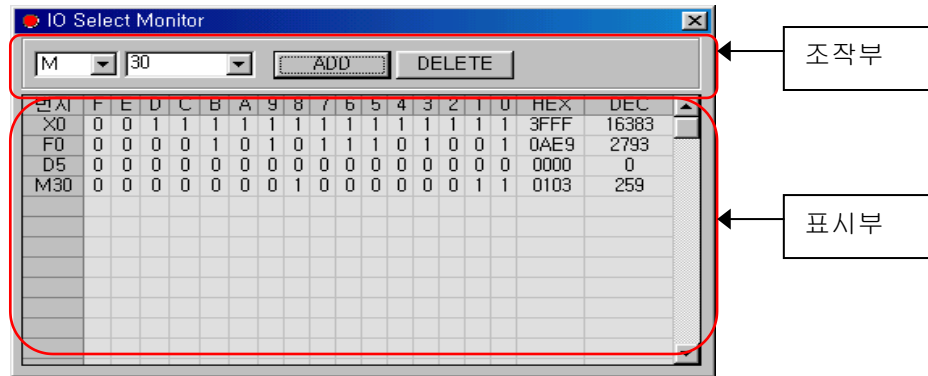 IO Select Monitor
M 30 ADD DELETE
조작부
번지 F E D C B A 9 8 7 6 5 4 3 2 1 0 HEX DEC
X0 0 0 1 1 1 1 1 1 1 1 1 1 1 1 1 1 3FFF 16383
F0 0 0 0 0 1 0 1 0 1 1 1 0 1 0 0 1 0AE9 2793
D5 0 0 0 0 0 0 0 0 0 0 0 0 0 0 0 0 0000 0
M30 0 0 0 0 0 0 0 1 0 0 0 0 0 0 1 1 0103 259
표시부